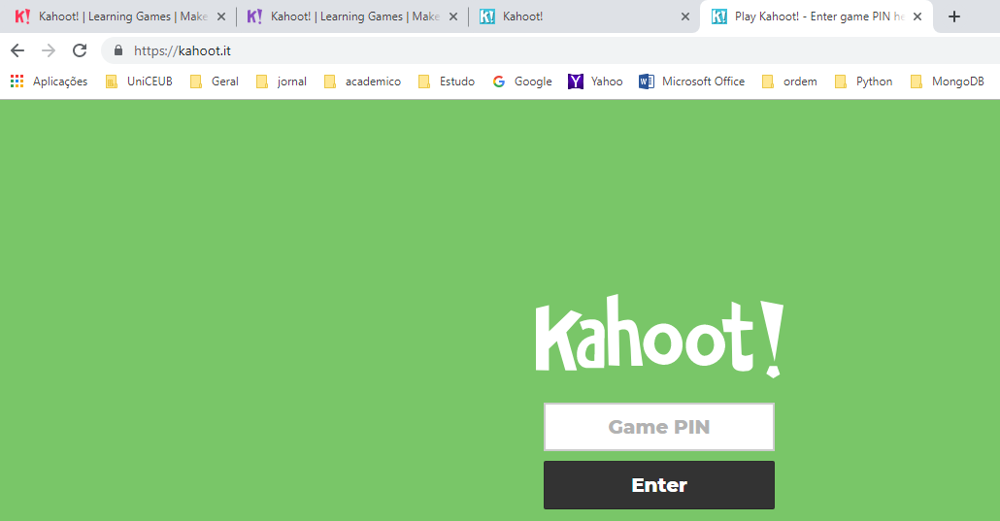 Kahoot! | Learning Games | Make Kahoot! | Learning Games | Make Kahoot! Play Kahoot! - Enter game PIN he
https://kahoot.it
Aplicações UniCEUB Geral jornal academico Estudo Google Yahoo Microsoft Office ordem Python MongoDB
Kahoot!
Game PIN
Enter